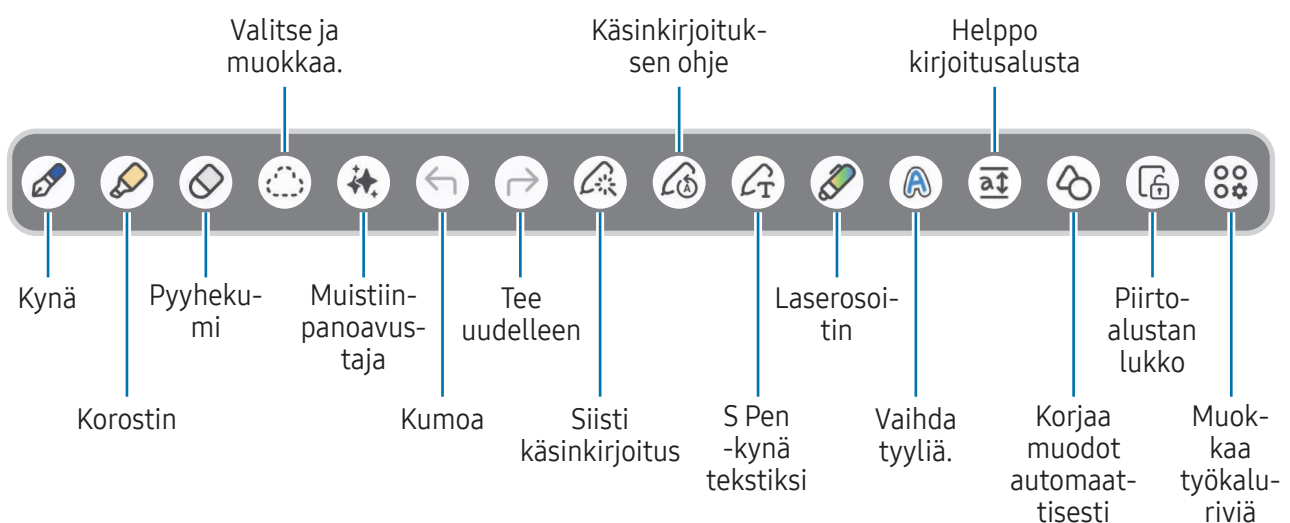 Valitse ja
muokkaa.
Käsinkirjoituk-
sen ohje
Helppo
kirjoitusalusta
Kynä
Pyyheku-
mi
Muistiin-
panoavus-
taja
Tee
uudelleen
Laserosoi-
tin
Piirto-
alustan
lukko
Korostin
Kumoa
Siisti
käsinkirjoitus
S Pen
-kynä
tekstiksi
Vaihda
tyyliä.
Korjaa
muodot
automaat-
tisesti
Muok-
kaa
työkalu-
riviä